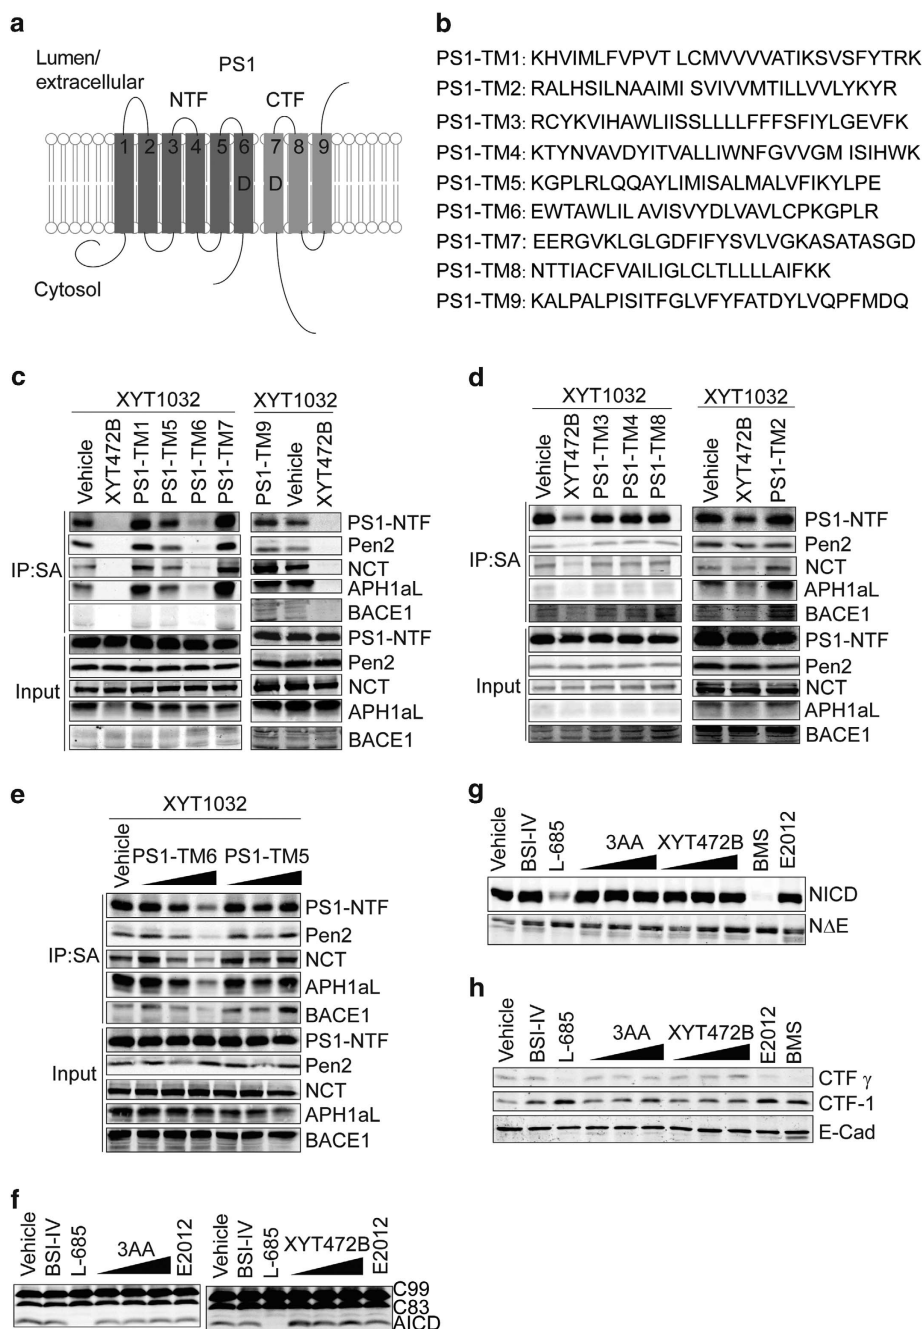 a
Lumen/
extracellular
PS1
NTF
CTF
1 2 3 4 5 6 7 8 9
D D
Cytosol
b
PS1-TM1: KHVIMLFVPVT LCMVVVVATIKSVSFYTRK
PS1-TM2: RALHSILNAAIMI SVIVVMTILLVVLYKYR
PS1-TM3: RCYKVIHAWLIISSLLLLFFFSFIYLGEVFK
PS1-TM4: KTYNVAVDYITVALLIWNFGVVGM ISIHWK
PS1-TM5: KGPLRLQQAYLIMISALMALVFIKYLPE
PS1-TM6: EWTAWLIL AVISVYDLVAVLCPKGPLR
PS1-TM7: EERGVKLGLGDFIFYSVLVGKASATASGD
PS1-TM8: NTTIACFVAILIGLCLTLLLLAIFKK
PS1-TM9: KALPALPISITFGLVFYFATDYLVQPFMDQ
c
XYT1032 XYT1032
Vehicle XYT472B PS1-TM1 PS1-TM5 PS1-TM6 PS1-TM7 PS1-TM9 Vehicle XYT472B
IP:SA
PS1-NTF
Pen2
NCT
APH1aL
BACE1
Input
PS1-NTF
Pen2
NCT
APH1aL
BACE1
d
XYT1032 XYT1032
Vehicle XYT472B PS1-TM3 PS1-TM4 PS1-TM8 Vehicle XYT472B PS1-TM2
IP:SA
PS1-NTF
Pen2
NCT
APH1aL
BACE1
Input
PS1-NTF
Pen2
NCT
APH1aL
BACE1
e
XYT1032
Vehicle PS1-TM6 PS1-TM5
IP:SA
PS1-NTF
Pen2
NCT
APH1aL
BACE1
Input
PS1-NTF
Pen2
NCT
APH1aL
BACE1
g
Vehicle BSI-IV L-685 3AA XYT472B BMS E2012
NICD
NΔE
h
Vehicle BSI-IV L-685 3AA XYT472B E2012 BMS
CTF γ
CTF-1
E-Cad
f
Vehicle BSI-IV L-685 3AA E2012 Vehicle BSI-IV L-685 XYT472B E2012
C99
C83
AICD